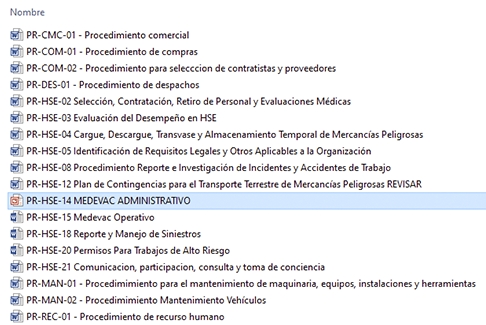 Nombre
PR-CMC-01 - Procedimiento comercial
PR-COM-01 - Procedimiento de compras
PR-COM-02 - Procedimiento para selecccion de contratistas y proveedores
PR-DES-01 - Procedimiento de despachos
PR-HSE-02 Selección, Contratación, Retiro de Personal y Evaluaciones Médicas
PR-HSE-03 Evaluación del Desempeño en HSE
PR-HSE-04 Cargue, Descargue, Transvase y Almacenamiento Temporal de Mercancías Peligrosas
PR-HSE-05 Identificación de Requisitos Legales y Otros Aplicables a la Organización
PR-HSE-08 Procedimiento Reporte e Investigación de Incidentes y Accidentes de Trabajo
PR-HSE-12 Plan de Contingencias para el Transporte Terrestre de Mercancías Peligrosas REVISAR
PR-HSE-14 MEDEVAC ADMINISTRATIVO
PR-HSE-15 Medevac Operativo
PR-HSE-18 Reporte y Manejo de Siniestros
PR-HSE-20 Permisos Para Trabajos de Alto Riesgo
PR-HSE-21 Comunicacion, participacion, consulta y toma de conciencia
PR-MAN-01 - Procedimimiento para el mantenimiento de maquinaria, equipos, instalaciones y herramientas
PR-MAN-02 - Procedimimiento Mantenimiento Vehículos
PR-REC-01 - Procedimiento de recurso humano